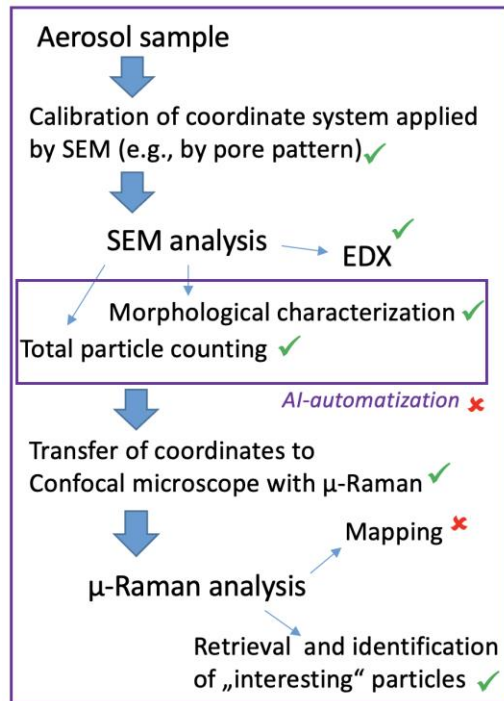 Aerosol sample
Calibration of coordinate system applied
by SEM (e.g., by pore pattern)
SEM analysis
EDX
Morphological characterization
Total particle counting
AI-automatization
Transfer of coordinates to
Confocal microscope with μ-Raman
Mapping
μ-Raman analysis
Retrieval and identification
of „interesting“ particles